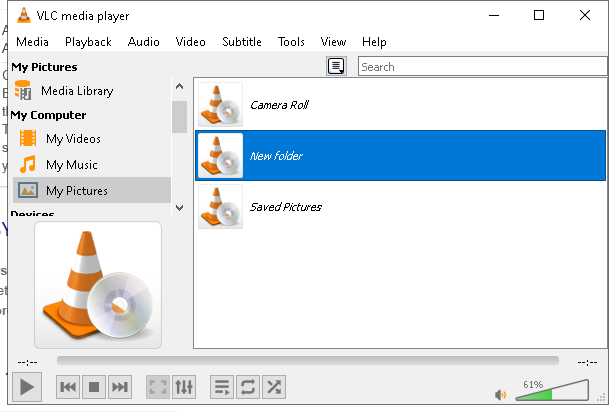 VLC media player
Media Playback Audio Video Subtitle Tools View Help
My Pictures
Search
Media Library
My Computer
My Videos
My Music
My Pictures
Devices
Camera Roll
New folder
Saved Pictures
--:--
--:--
61%